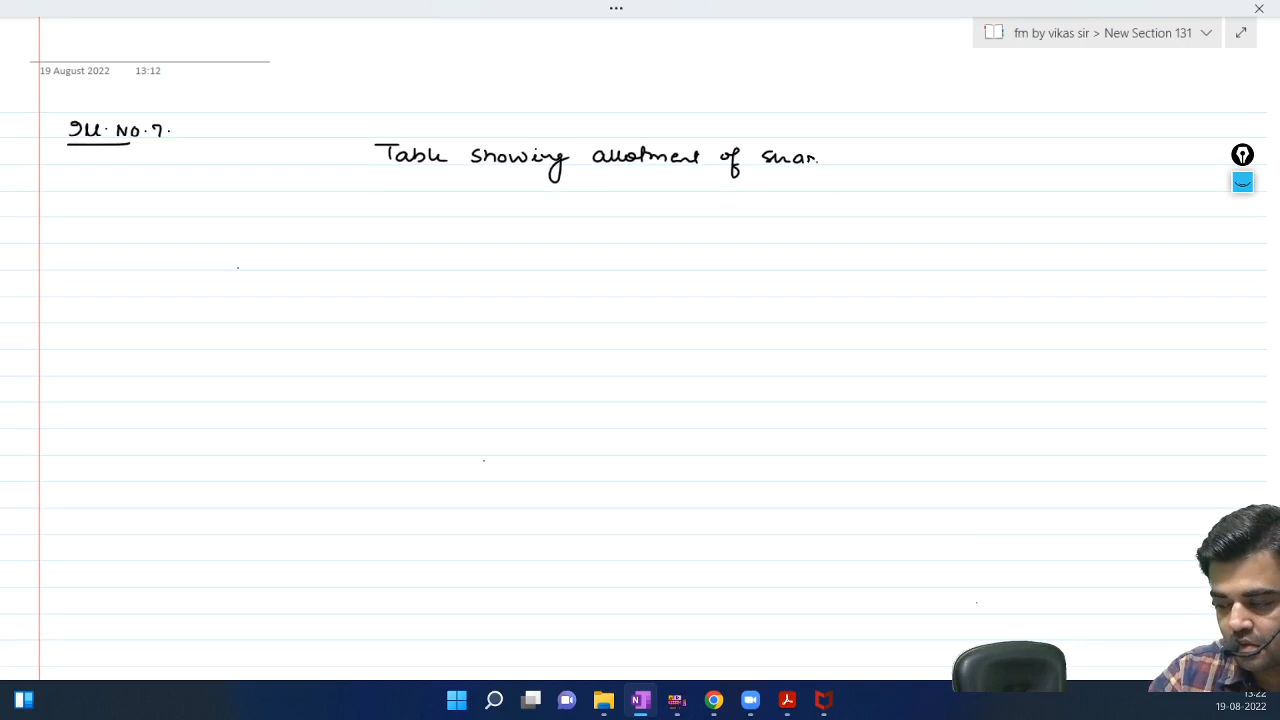 ...
fm by vikas sir > New Section 131
19 August 2022 13:12
Ill. No. 7.
Table showing allotment of shar
13:22
19-08-2022